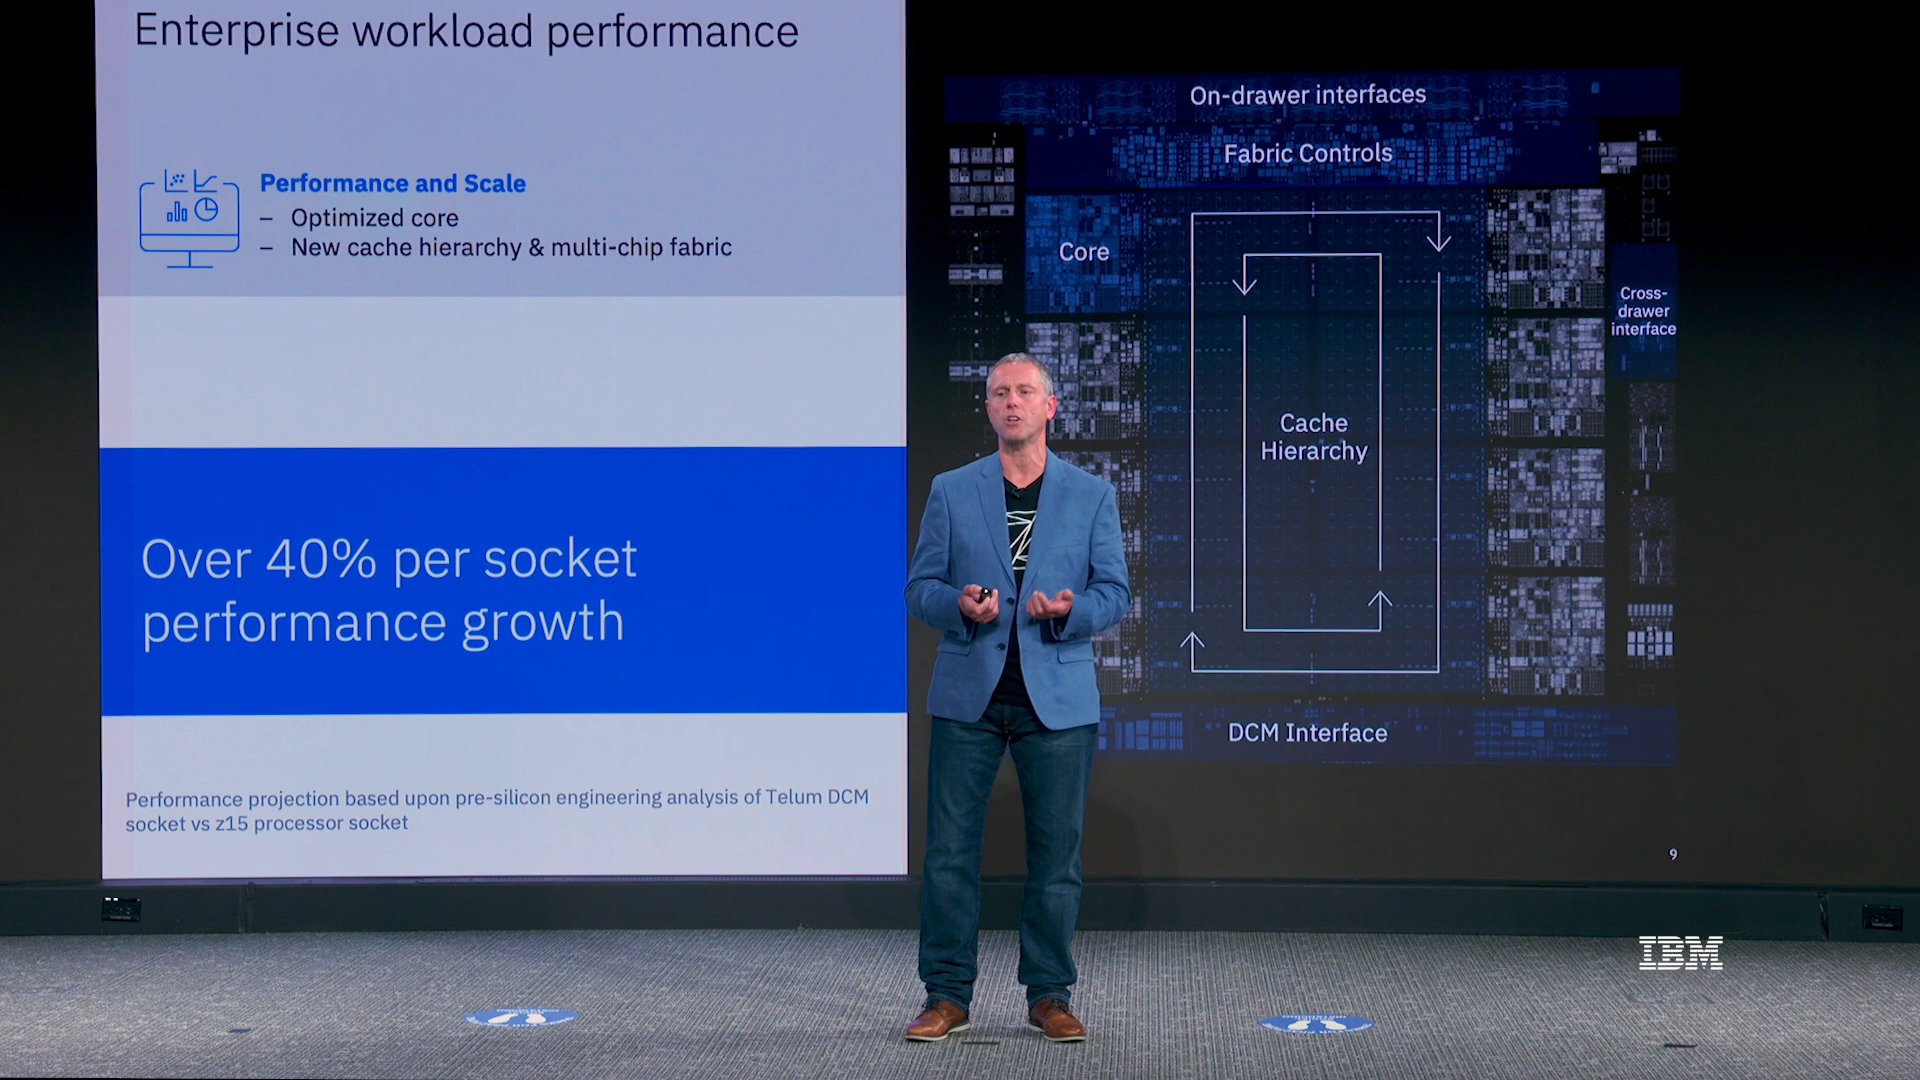 Enterprise workload performance
Performance and Scale
– Optimized core
– New cache hierarchy & multi-chip fabric
Over 40% per socket
performance growth
Performance projection based upon pre-silicon engineering analysis of Telum DCM
socket vs z15 processor socket
On-drawer interfaces
Fabric Controls
Core
Cross-
drawer
interface
Cache
Hierarchy
DCM Interface
9
IBM